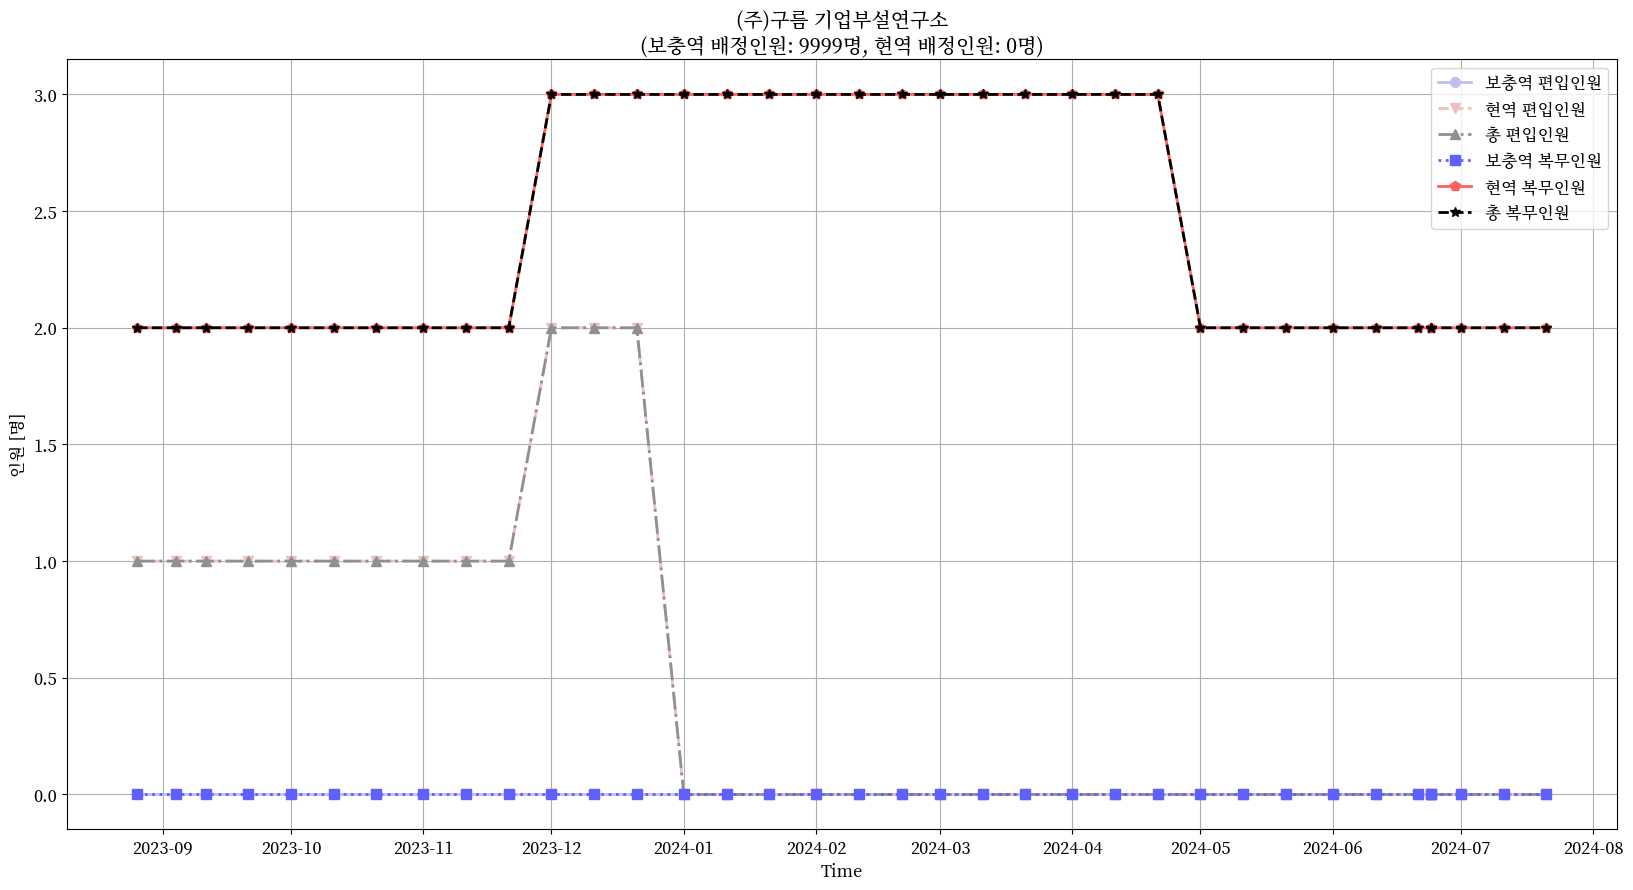 (주)구름 기업부설연구소
(보충역 배정인원: 9999명, 현역 배정인원: 0명)
보충역 편입인원
현역 편입인원
총 편입인원
보충역 복무인원
현역 복무인원
총 복무인원
인원 [명]
3.0
2.5
2.0
1.5
1.0
0.5
0.0
2023-09 2023-10 2023-11 2023-12 2024-01 2024-02 2024-03 2024-04 2024-05 2024-06 2024-07 2024-08
Time